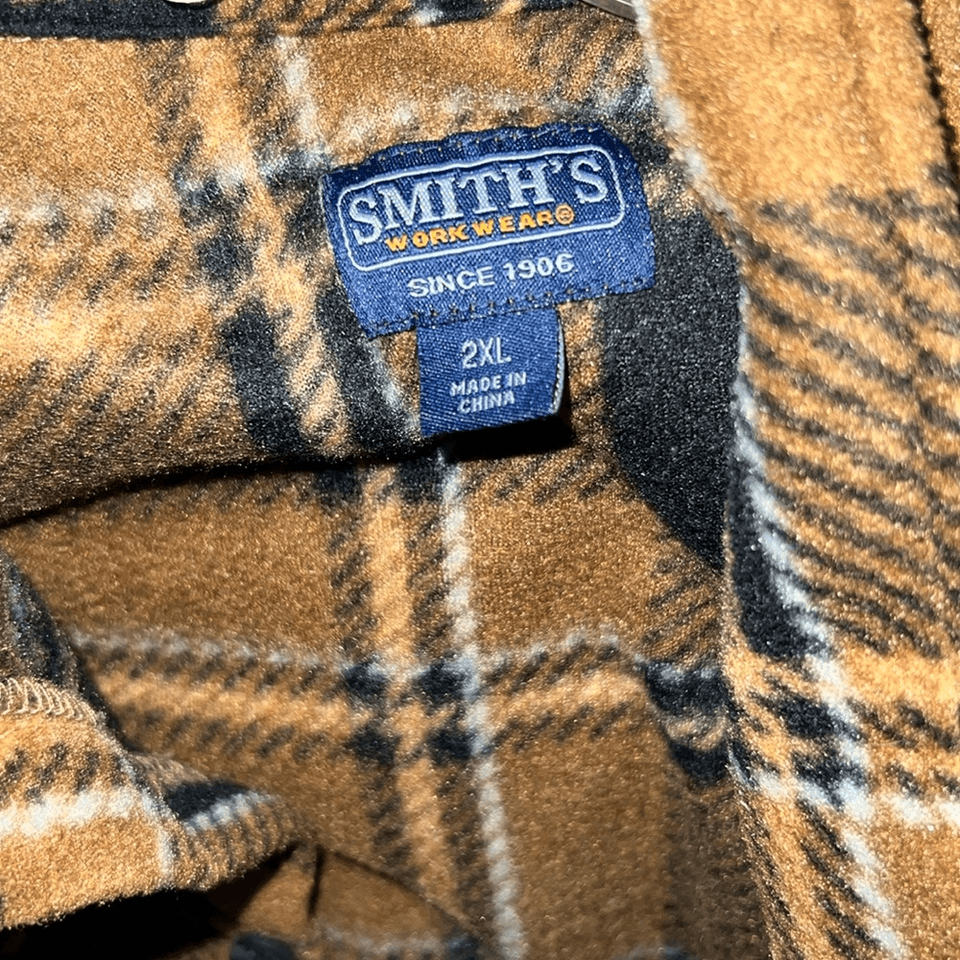 SMITH'S
WORKWEAR®
SINCE 1906
2XL
MADE IN
CHINA